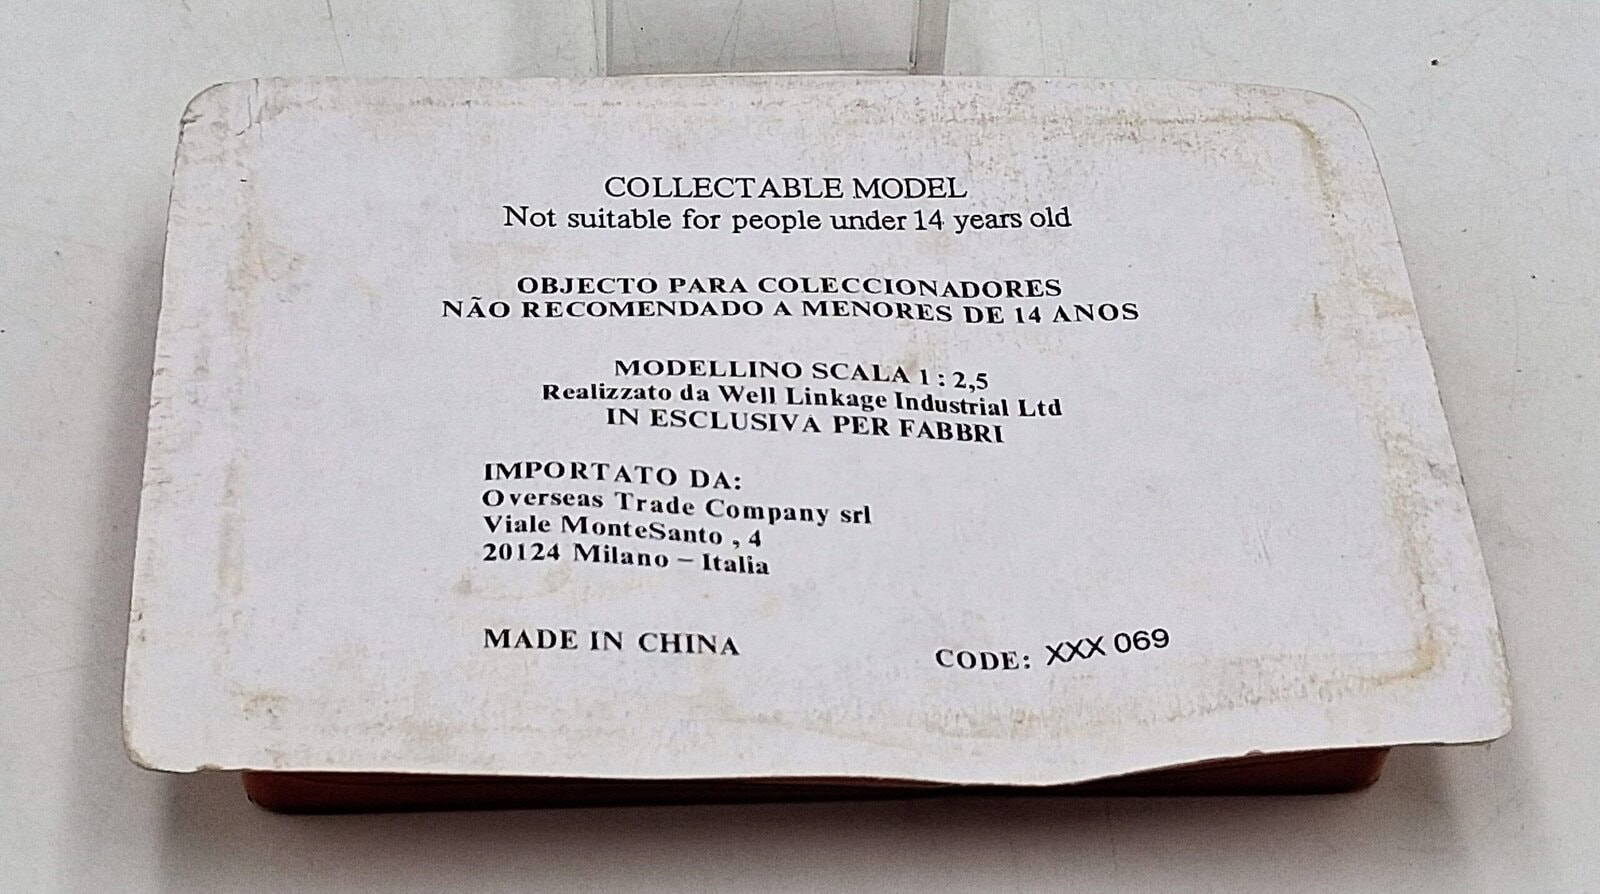 COLLECTABLE MODEL
Not suitable for people under 14 years old
OBJECTO PARA COLECCIONADORES
NÃO RECOMENDADO A MENORES DE 14 ANOS
MODELLINO SCALA 1 : 2,5
Realizzato da Well Linkage Industrial Ltd
IN ESCLUSIVA PER FABBRI
IMPORTATO DA:
Overseas Trade Company srl
Viale MonteSanto , 4
20124 Milano – Italia
MADE IN CHINA
CODE: XXX 069